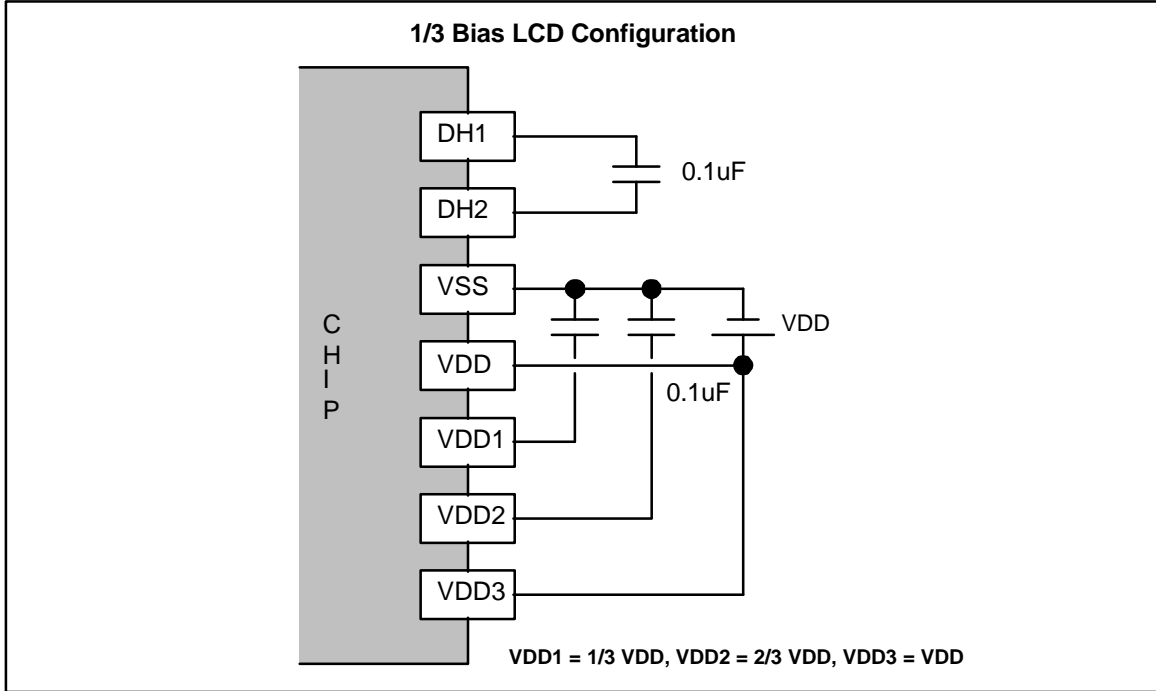 1/3 Bias LCD Configuration
DH1
0.1uF
DH2
VSS
C
H
I
P
VDD
VDD
0.1uF
VDD1
VDD2
VDD3
VDD1 = 1/3 VDD, VDD2 = 2/3 VDD, VDD3 = VDD